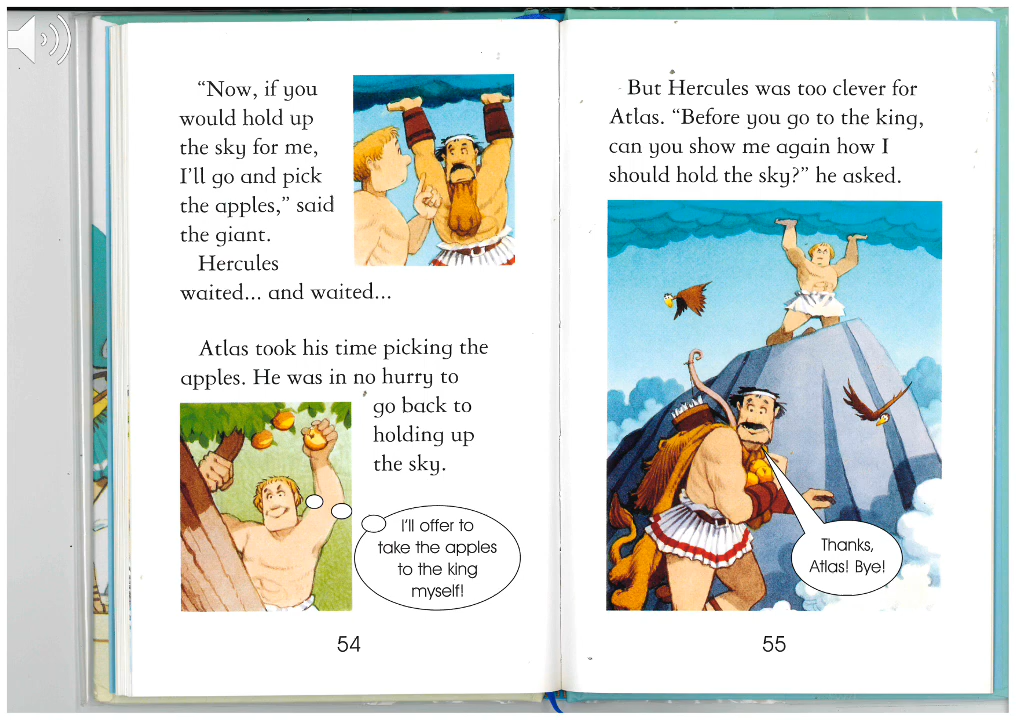 “Now, if you
would hold up
the sky for me,
I’ll go and pick
the apples,” said
the giant.
Hercules
waited... and waited...
Atlas took his time picking the
apples. He was in no hurry to
go back to
holding up
the sky.
I’ll offer to
take the apples
to the king
myself!
54
But Hercules was too clever for
Atlas. “Before you go to the king,
can you show me again how I
should hold the sky?” he asked.
Thanks,
Atlas! Bye!
55